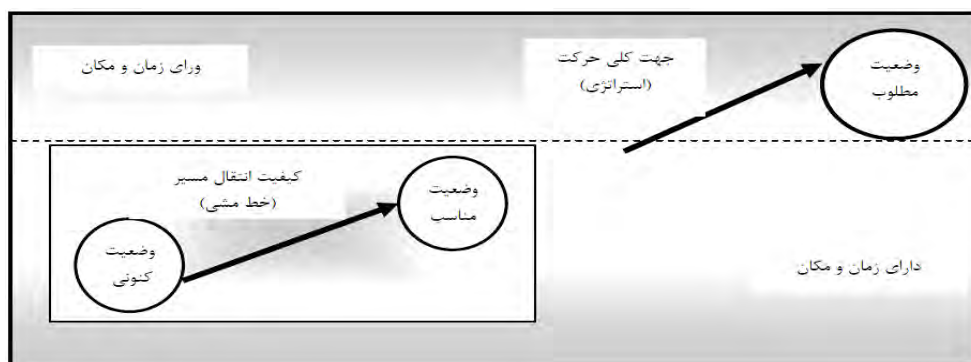 وضعیت
مطلوب
جهت کلی حرکت
(استراتژی)
ورای زمان و مکان
کیفیت انتقال مسیر
(خط مشی)
وضعیت
مناسب
وضعیت
کنونی
دارای زمان و مکان